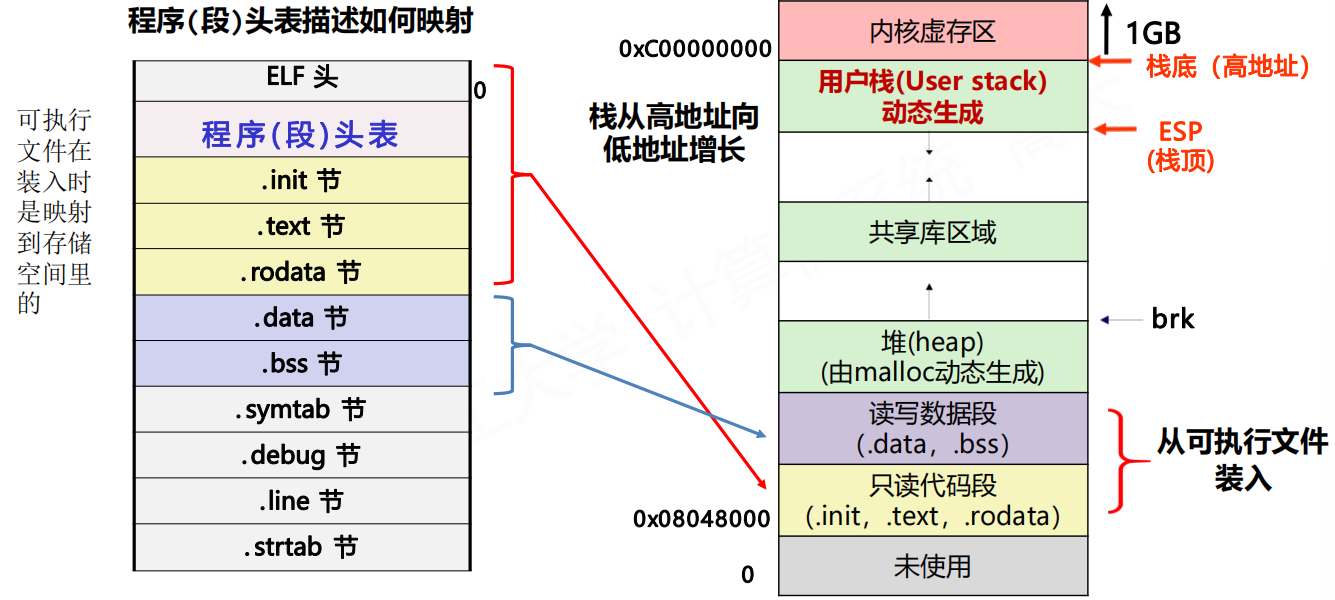 程序(段)头表描述如何映射
可执行
文件在
装入时
是映射
到存储
空间里
的
ELF 头
0
程序(段)头表
.init 节
.text 节
.rodata 节
.data 节
.bss 节
.symtab 节
.debug 节
.line 节
.strtab 节
0xC00000000
栈从高地址向
低地址增长
0x08048000
0
内核虚存区
用户栈(User stack)
动态生成
共享库区域
堆(heap)
(由malloc动态生成)
读写数据段
(.data, .bss)
只读代码段
(.init, .text, .rodata)
未使用
1GB
栈底（高地址）
ESP
(栈顶)
brk
从可执行文件
装入